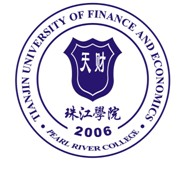 TIANJIN UNIVERSITY OF FINANCE AND ECONOMICS
天财
珠江學院
2006
PEARL RIVER COLLEGE